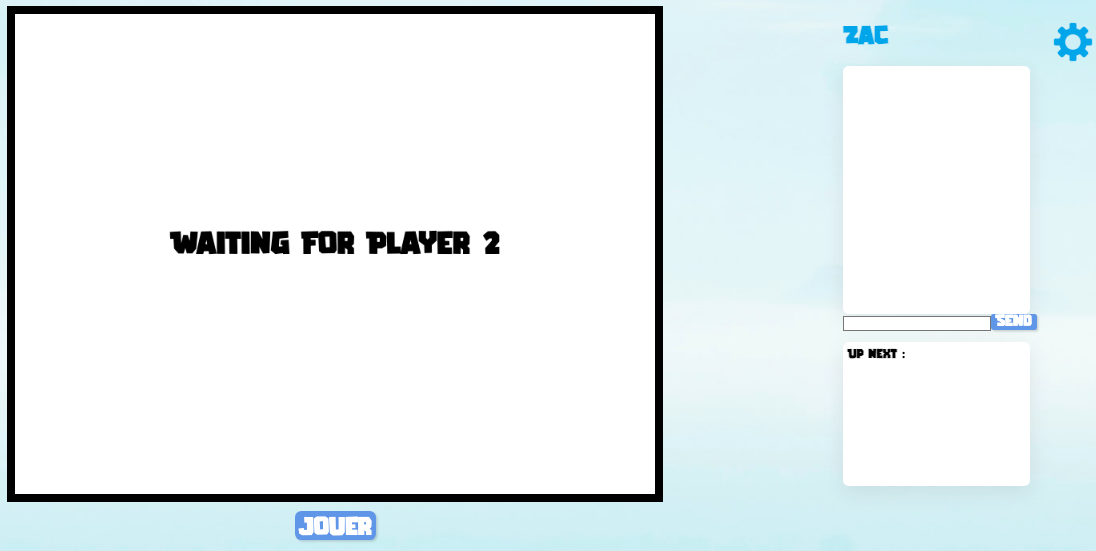 ZAC
WAITING FOR PLAYER 2
SEND
UP NEXT :
JOUER